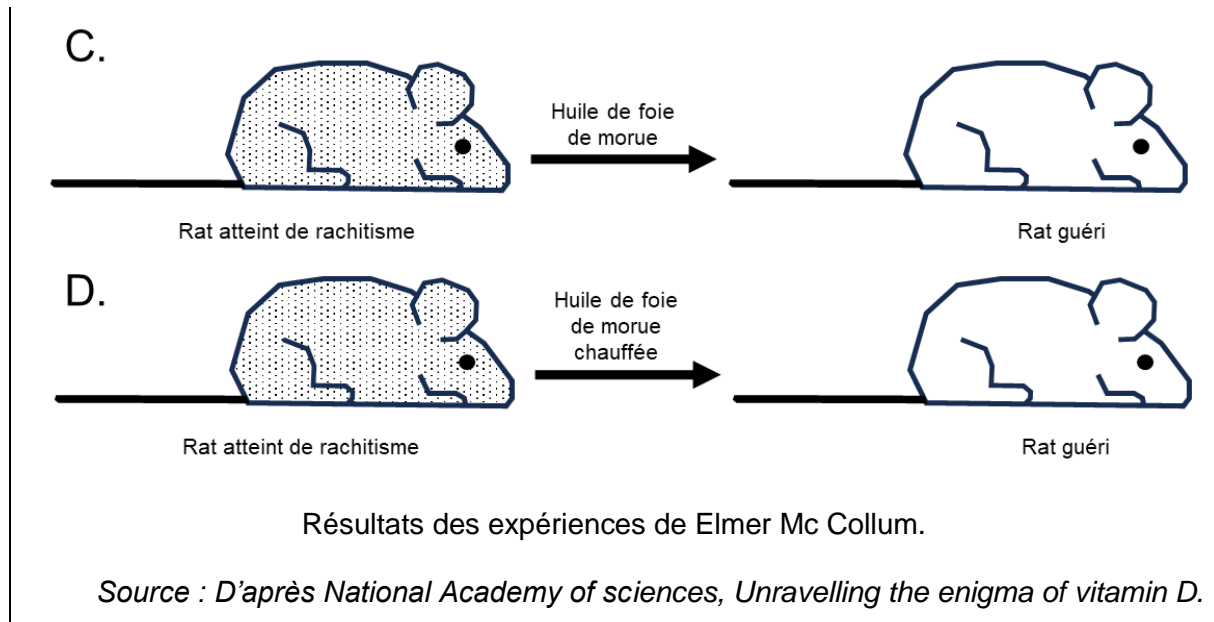 C.
Huile de foie
de morue
Rat atteint de rachitisme
Rat guéri
D.
Huile de foie
de morue
chauffée
Rat atteint de rachitisme
Rat guéri
Résultats des expériences de Elmer Mc Collum.
Source : D’après National Academy of sciences, Unravelling the enigma of vitamin D.